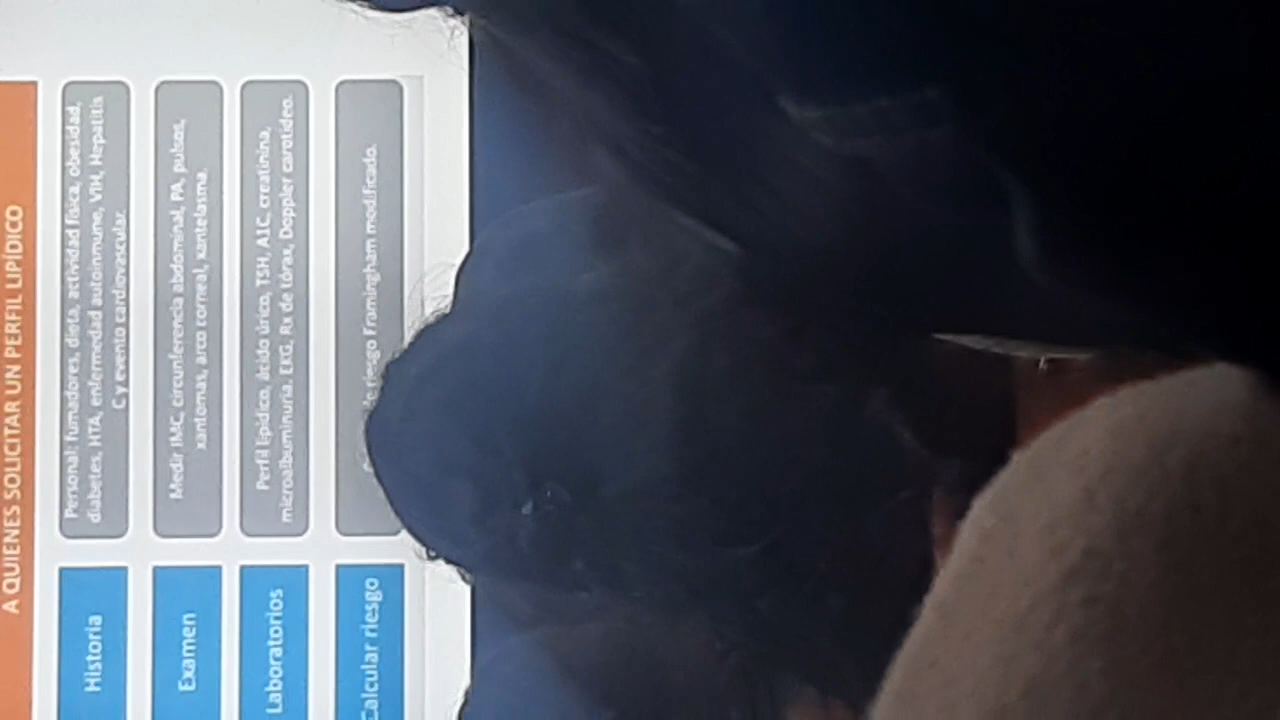 A QUIENES SOLICITAR UN PERFIL LIPÍDICO
Historia
Personal: fumadores, dieta, actividad física, obesidad,
diabetes, HTA, enfermedad autoinmune, VIH, Hepatitis
C y evento cardiovascular.
Examen
Medir IMC, circunferencia abdominal, PA, pulsos,
xantomas, arco corneal, xantelasma.
Laboratorios
Perfil lipídico, ácido úrico, TSH, A1C, creatinina,
microalbuminuria. EKG, Rx de tórax, Doppler carotídeo.
Calcular riesgo
riesgo Framingham modificado.